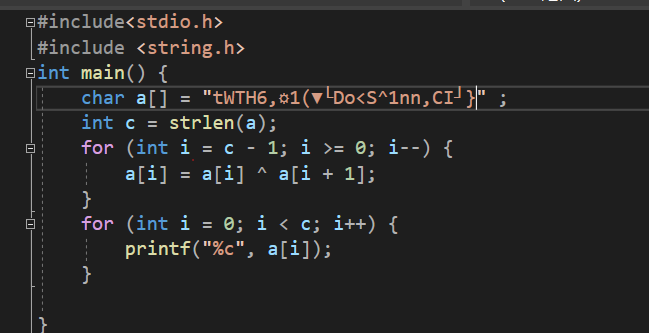 #include<stdio.h>
#include <string.h>
int main() {
char a[] = "tWTH6,☼1(▼└Do<S^1nn,CI┘}" ;
int c = strlen(a);
for (int i = c - 1; i >= 0; i--) {
a[i] = a[i] ^ a[i + 1];
}
for (int i = 0; i < c; i++) {
printf("%c", a[i]);
}
}